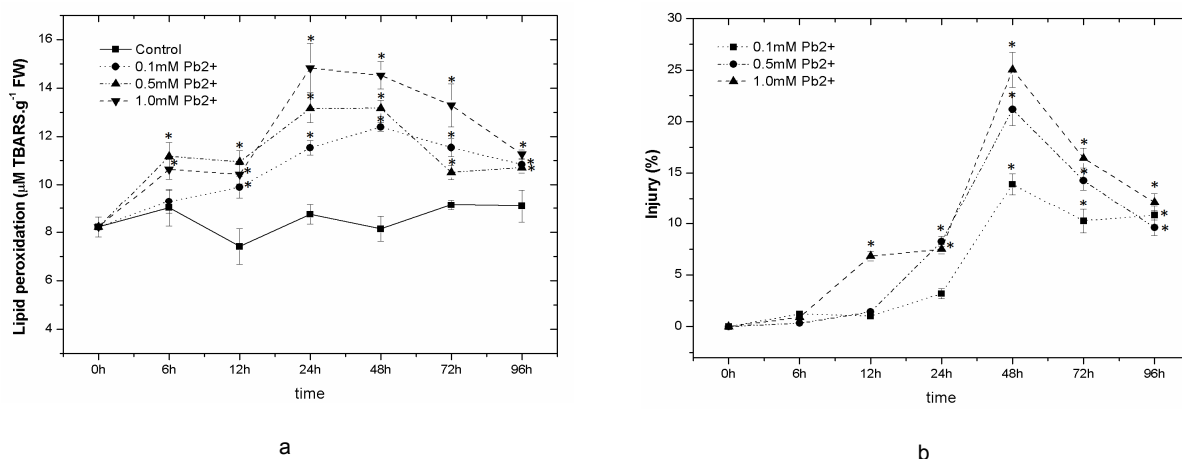 16
14
12
10
8
6
4
Lipid peroxidation (μM TBARS.g⁻¹ FW)
Control
0.1mM Pb2+
0.5mM Pb2+
1.0mM Pb2+
0h 6h 12h 24h 48h 72h 96h
time
a
30
25
20
15
10
5
0
Injury (%)
0.1mM Pb2+
0.5mM Pb2+
1.0mM Pb2+
0h 6h 12h 24h 48h 72h 96h
time
b